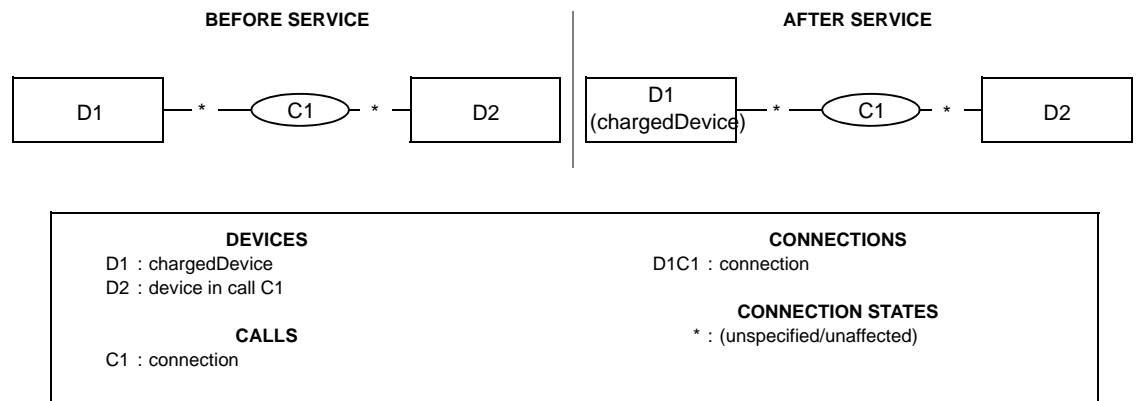 BEFORE SERVICE
AFTER SERVICE
D1 * C1 * D2
D1
(chargedDevice) * C1 * D2
DEVICES
D1 : chargedDevice
D2 : device in call C1
CALLS
C1 : connection
CONNECTIONS
D1C1 : connection
CONNECTION STATES
* : (unspecified/unaffected)